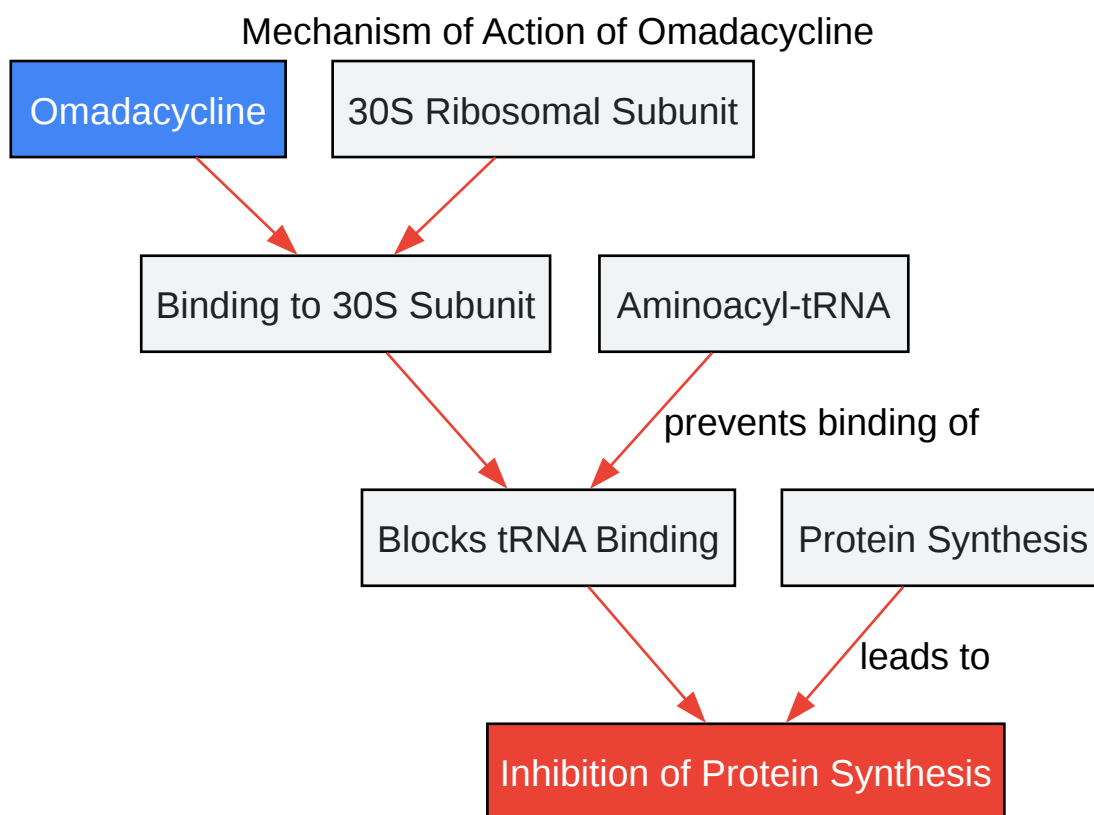 Mechanism of Action of Omadacycline
Omadacycline
30S Ribosomal Subunit
Binding to 30S Subunit
Aminoacyl-tRNA
prevents binding of
Blocks tRNA Binding
Protein Synthesis
leads to
Inhibition of Protein Synthesis